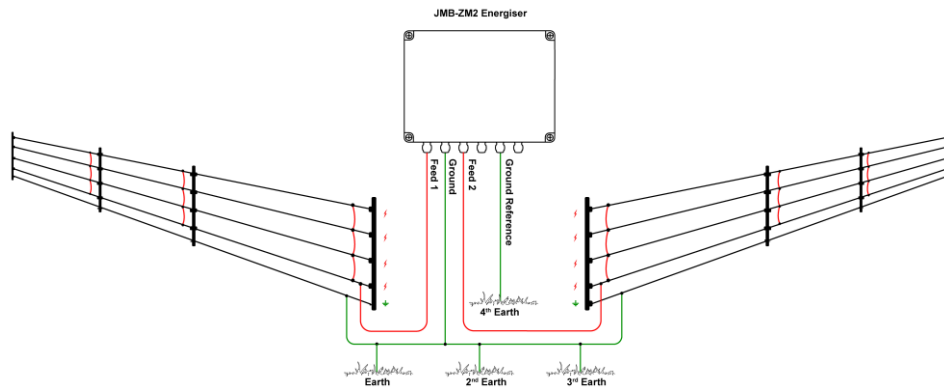 JMB-ZM2 Energiser
Feed 1
Ground
Feed 2
Ground Reference
4th Earth
Earth
2nd Earth
3rd Earth